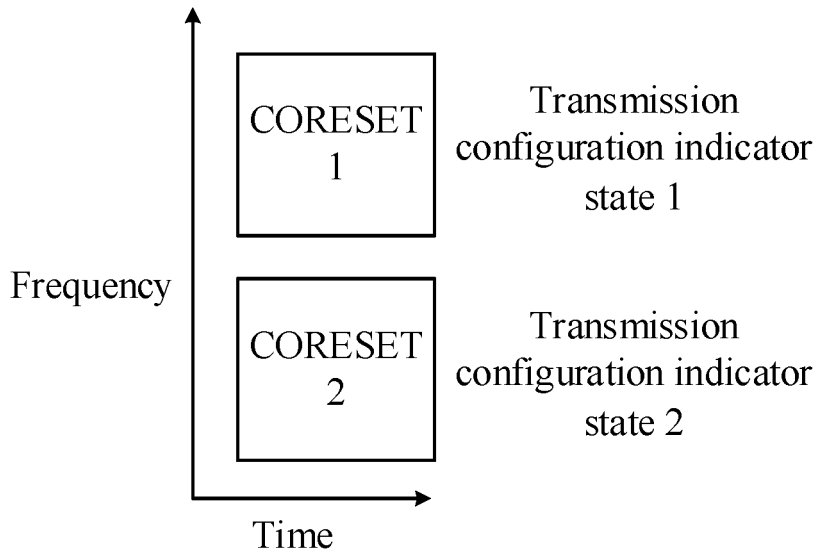 CORESET
1
Transmission
configuration indicator
state 1
Frequency
CORESET
2
Transmission
configuration indicator
state 2
Time